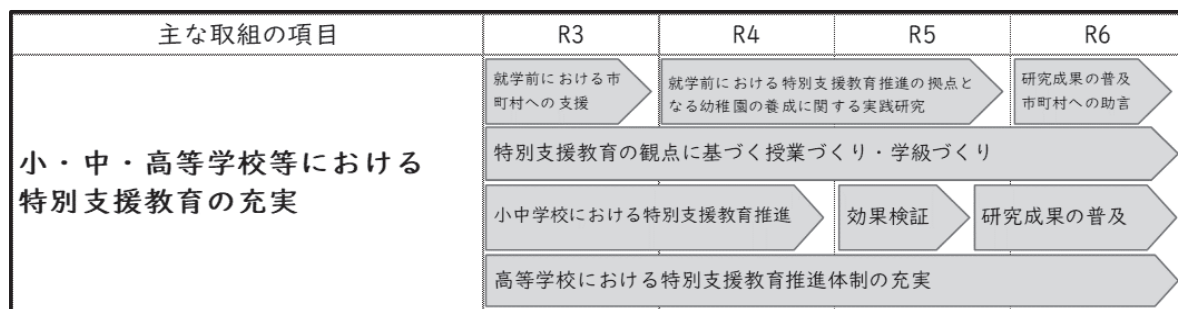 主な取組の項目 R3 R4 R5 R6
小・中・高等学校等における
特別支援教育の充実
就学前における市
町村への支援
就学前における特別支援教育推進の拠点と
なる幼稚園の養成に関する実践研究
研究成果の普及
市町村への助言
特別支援教育の観点に基づく授業づくり・学級づくり
小中学校における特別支援教育推進
効果検証
研究成果の普及
高等学校における特別支援教育推進体制の充実